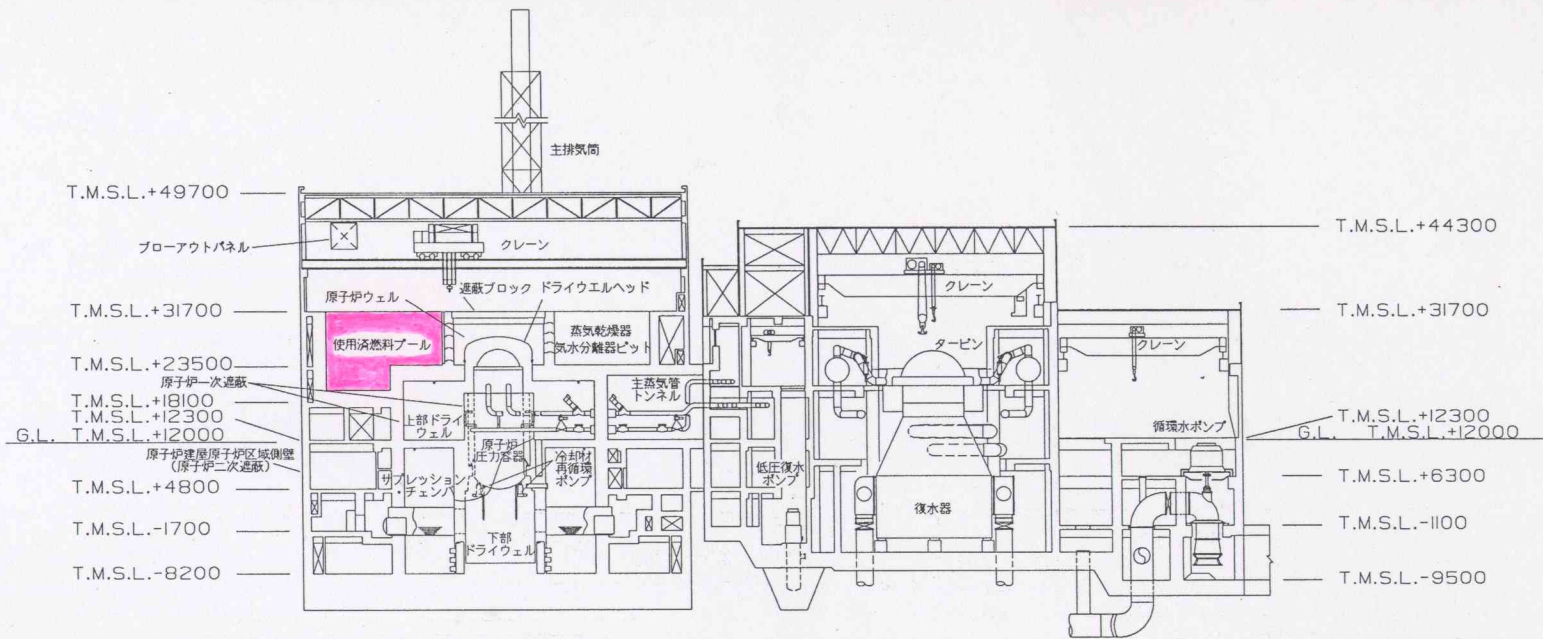 主排気筒
T.M.S.L.+49700
ブローアウトパネル
クレーン
原子炉ウェル
遮蔽ブロック
ドライウエルヘッド
T.M.S.L.+31700
使用済燃料プール
蒸気乾燥器
気水分離器ピット
T.M.S.L.+23500
原子炉一次遮蔽
T.M.S.L.+18100
T.M.S.L.+12300
G.L. T.M.S.L.+12000
上部ドライ
ウェル
主蒸気管
トンネル
原子炉建屋原子炉区域側壁
(原子炉二次遮蔽)
原子炉
圧力容器
冷却材
再循環
ポンプ
サプレッション
・チェンバ
T.M.S.L.+4800
T.M.S.L.-1700
下部
ドライウェル
T.M.S.L.-8200
低圧復水
ポンプ
クレーン
タービン
復水器
クレーン
循環水ポンプ
T.M.S.L.+44300
T.M.S.L.+31700
T.M.S.L.+12300
G.L. T.M.S.L.+12000
T.M.S.L.+6300
T.M.S.L.-1100
T.M.S.L.-9500